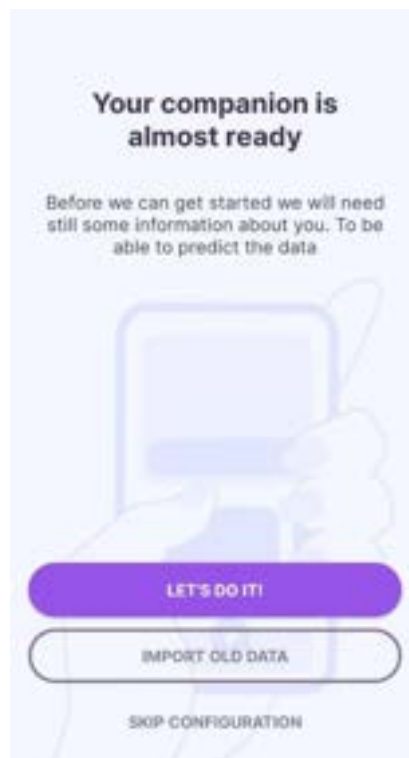 Your companion is
almost ready
Before we can get started we will need
still some information about you. To be
able to predict the data
LET'S DO IT!
IMPORT OLD DATA
SKIP CONFIGURATION